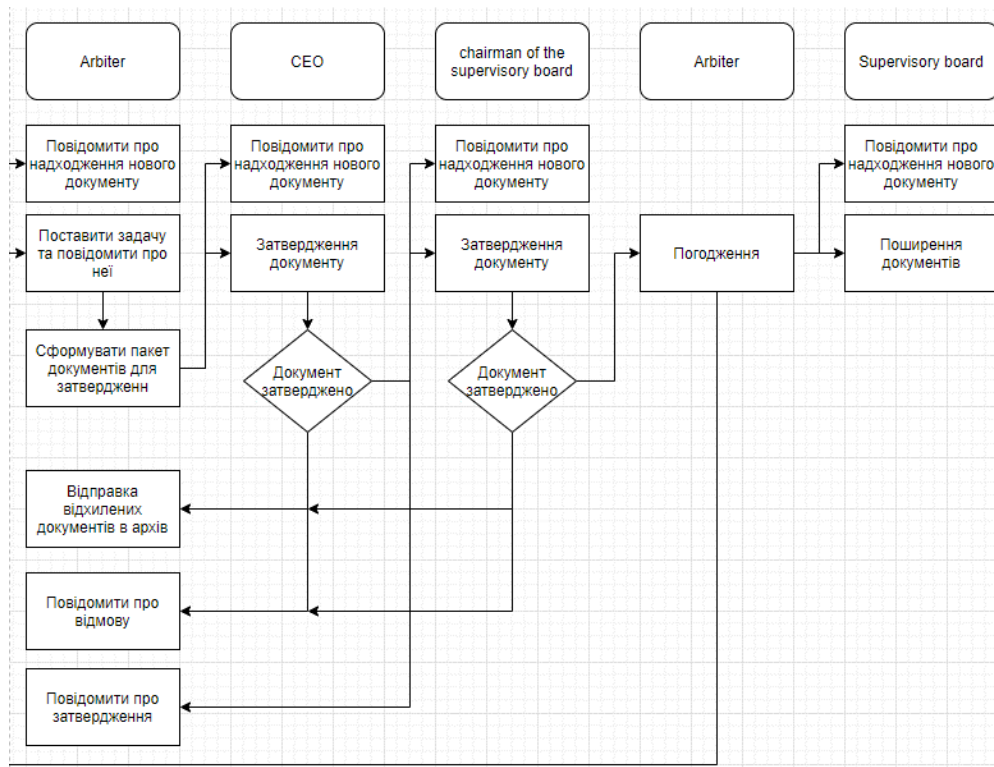 Arbiter
CEO
chairman of the
supervisory board
Arbiter
Supervisory board
Повідомити про
надходження нового
документу
Повідомити про
надходження нового
документу
Повідомити про
надходження нового
документу
Повідомити про
надходження нового
документу
Поставити задачу
та повідомити про
неї
Затвердження
документу
Затвердження
документу
Погодження
Поширення
документів
Сформувати пакет
документів для
затвердженн
Документ
затверджено
Документ
затверджено
Відправка
відхилених
документів в архів
Повідомити про
відмову
Повідомити про
затвердження